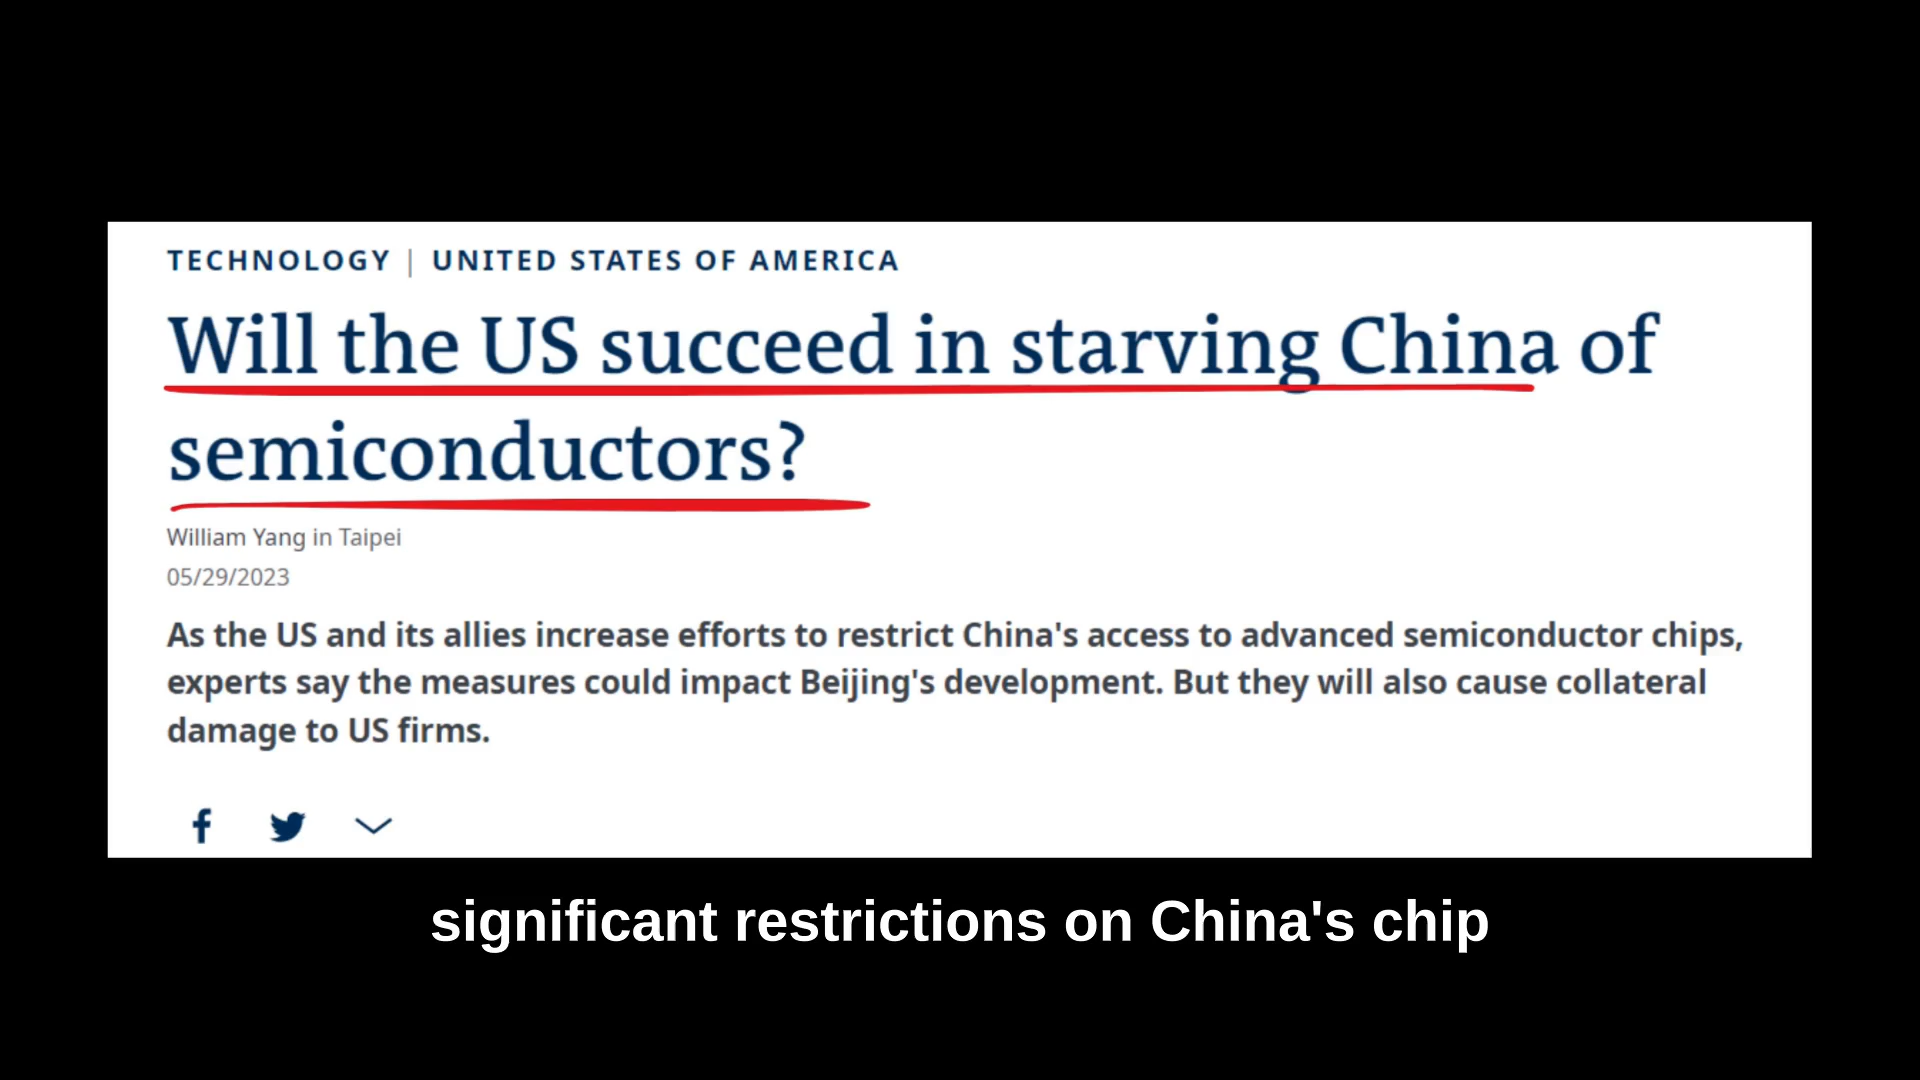 TECHNOLOGY | UNITED STATES OF AMERICA
Will the US succeed in starving China of
semiconductors?
William Yang in Taipei
05/29/2023
As the US and its allies increase efforts to restrict China's access to advanced semiconductor chips,
experts say the measures could impact Beijing's development. But they will also cause collateral
damage to US firms.
significant restrictions on China's chip